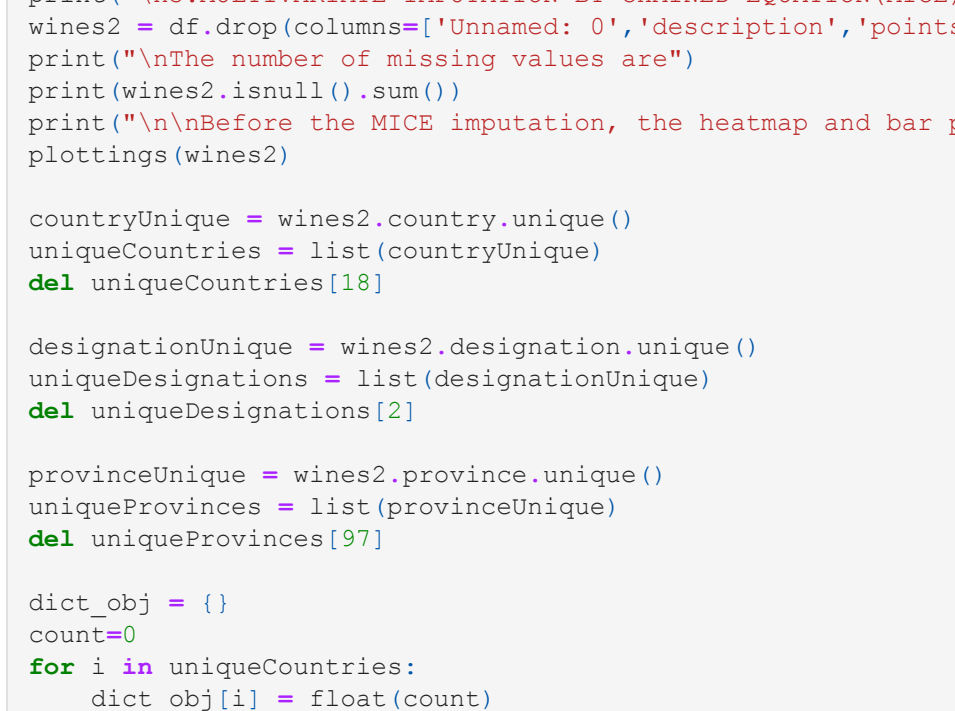 wines2 = df.drop(columns=['Unnamed: 0','description','points
print("\nThe number of missing values are")
print(wines2.isnull().sum())
print("\n\nBefore the MICE imputation, the heatmap and bar
plottings(wines2)
countryUnique = wines2.country.unique()
uniqueCountries = list(countryUnique)
del uniqueCountries[18]
designationUnique = wines2.designation.unique()
uniqueDesignations = list(designationUnique)
del uniqueDesignations[2]
provinceUnique = wines2.province.unique()
uniqueProvinces = list(provinceUnique)
del uniqueProvinces[97]
dict_obj = {}
count=0
for i in uniqueCountries:
    dict_obj[i] = float(count)